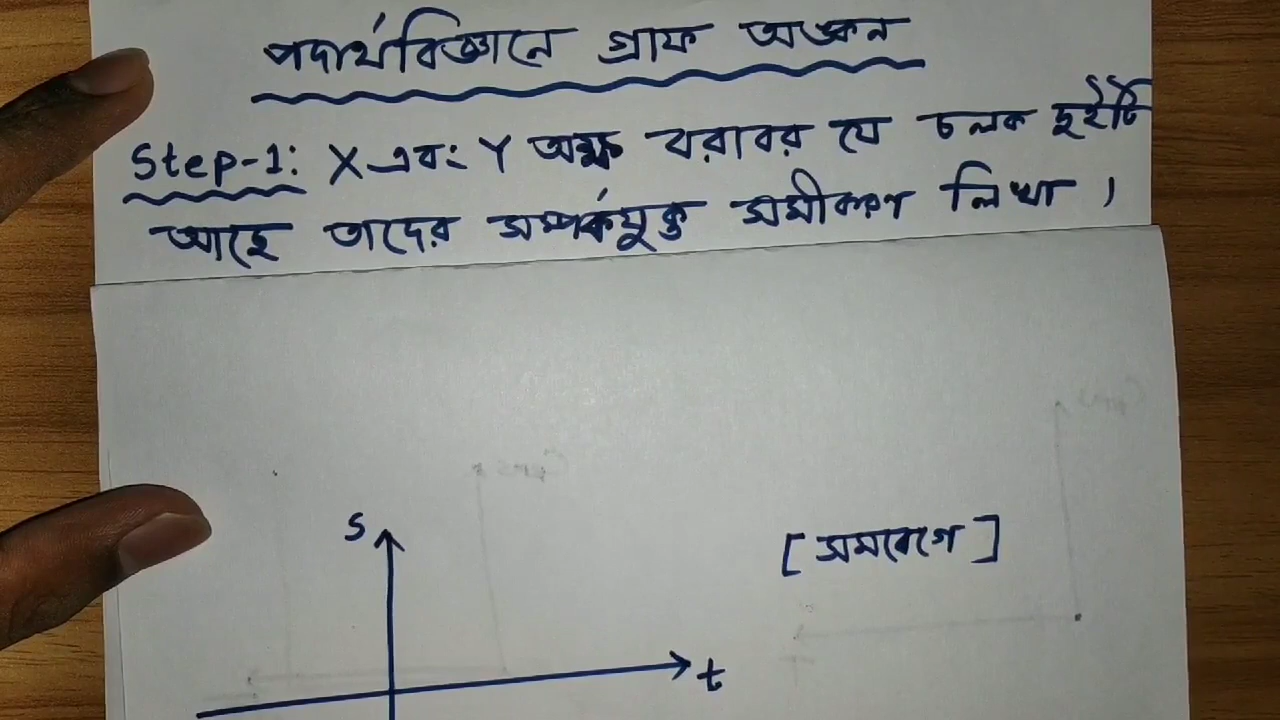 পদার্থবিজ্ঞানে গ্রাফ অঙ্কন
Step-1: X এবং Y অক্ষ বরাবর যে চলক দুইটি
আছে তাদের সম্পর্কযুক্ত সমীকরণ লিখা ।
s
[ সমবেগে ]
t